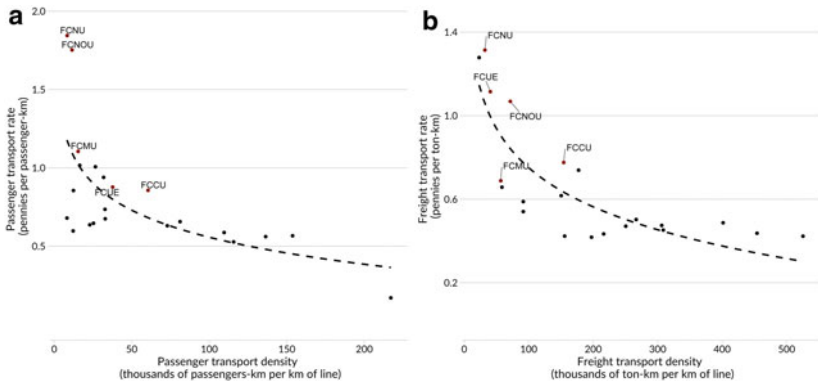 a
2.0
FCNU
FCNOU
1.5
FCMU
1.0
FCUE
FCCU
0.5
Passenger transport rate
(pennies per passenger-km)
0
50
100
150
200
Passenger transport density
(thousands of passengers-km per km of line)
b
1.4
FCNU
FCUE
1.0
FCNOU
FCCU
FCMU
0.6
0.2
Freight transport rate
(pennies per ton-km)
0
100
200
300
400
500
Freight transport density
(thousands of ton-km per km of line)